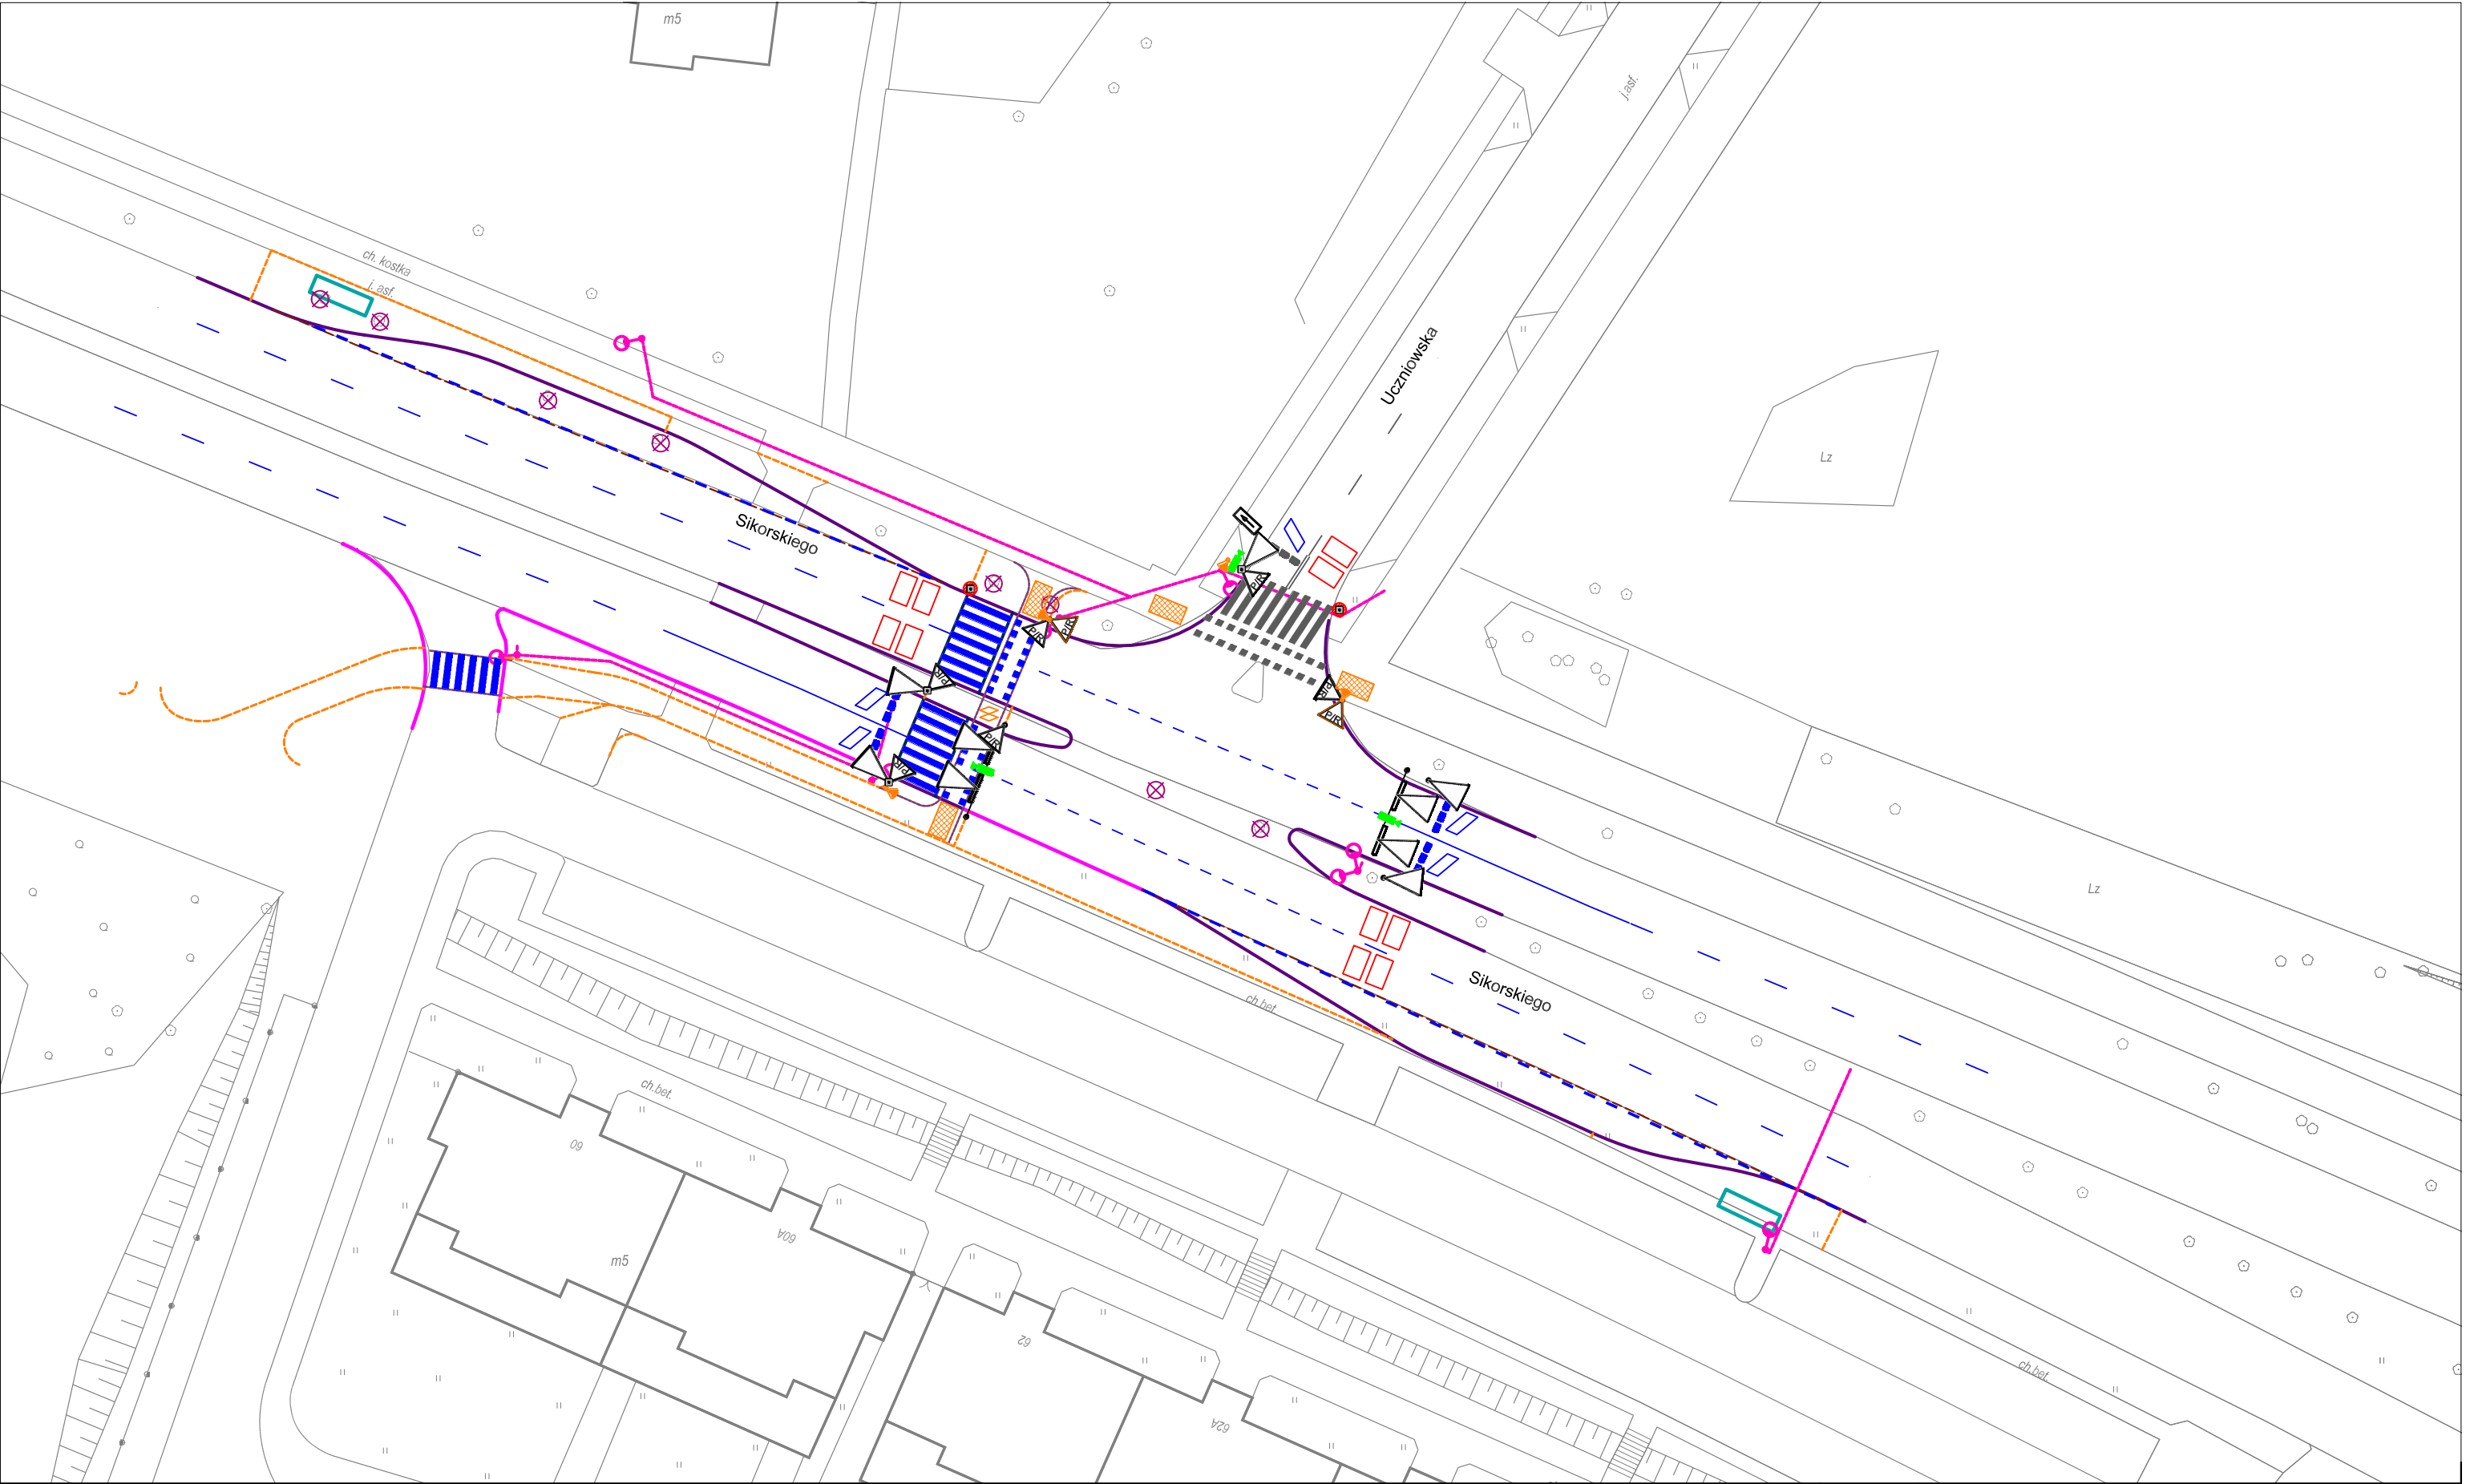 m5
j.asf.
ch. kostka
j. asf.
Uczniowska
Lz
Sikorskiego
P/R
P/R
P/R
P/R
P/R
P/R
P/R
P/R
Lz
Sikorskiego
ch.bet.
ch.bet.
60
60A
m5
62
ch.bet.
62A